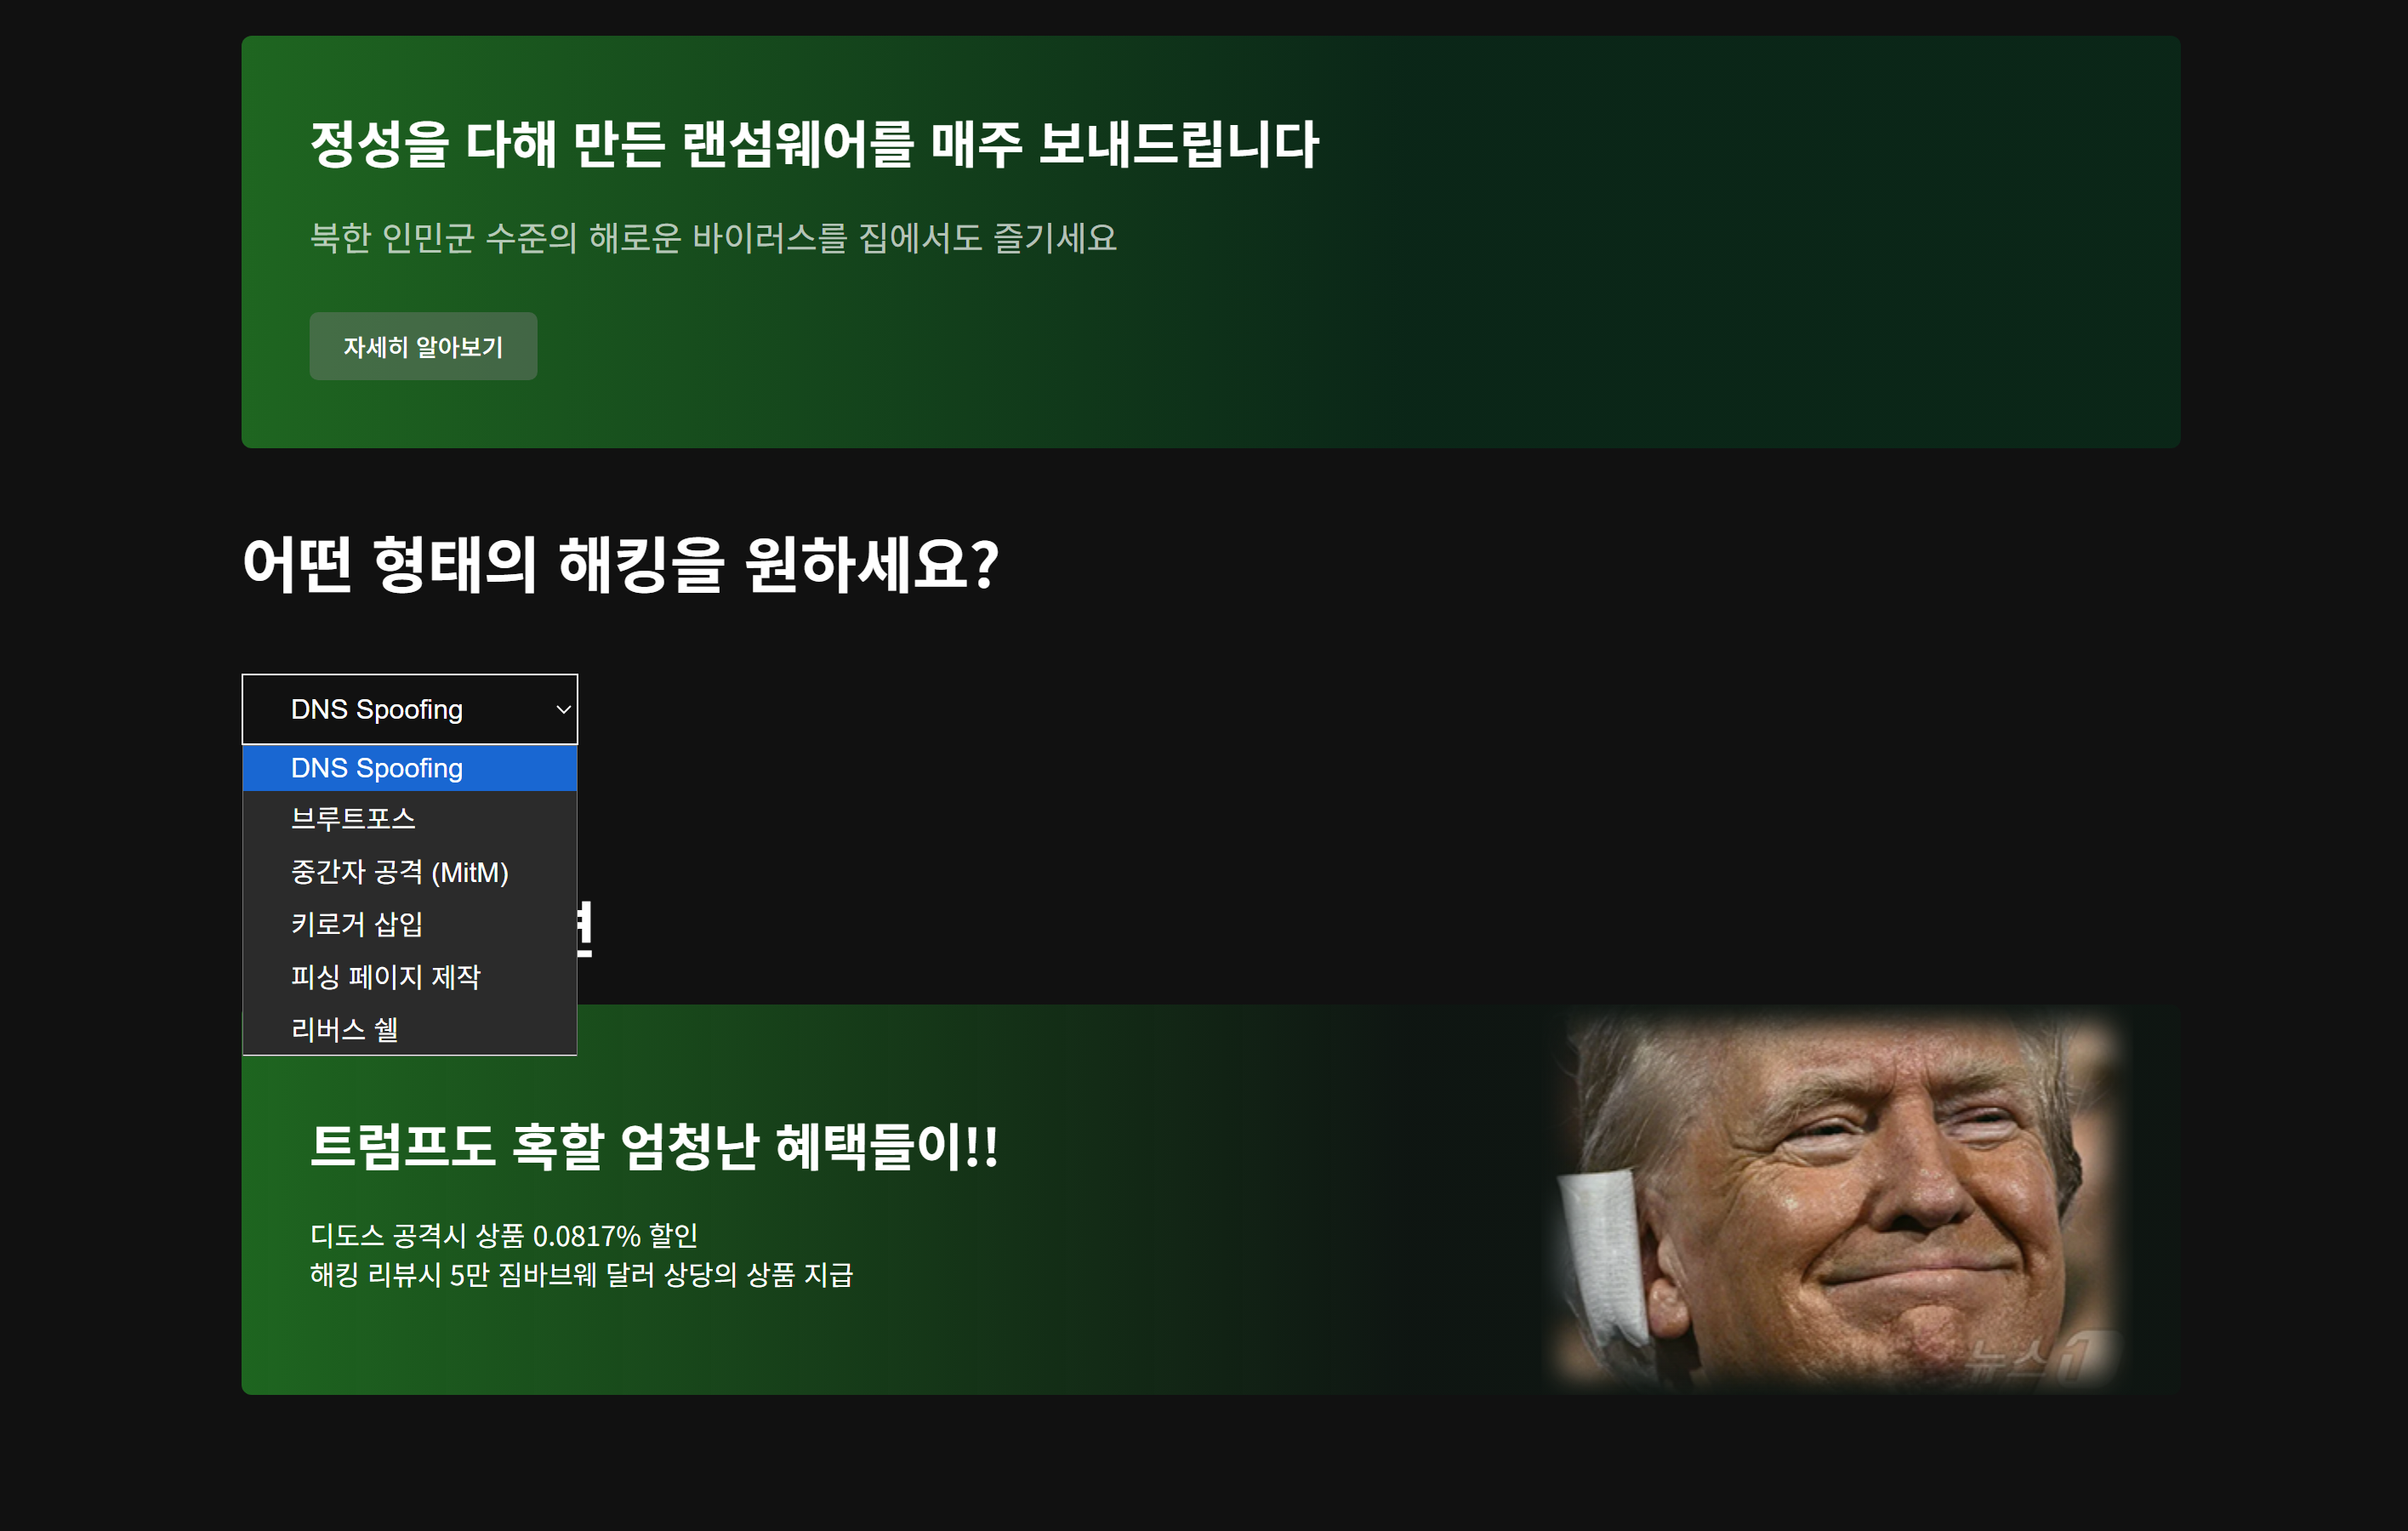 정성을 다해 만든 랜섬웨어를 매주 보내드립니다
북한 인민군 수준의 해로운 바이러스를 집에서도 즐기세요
자세히 알아보기
어떤 형태의 해킹을 원하세요?
DNS Spoofing
DNS Spoofing
브루트포스
중간자 공격 (MitM)
키로거 삽입
피싱 페이지 제작
리버스 쉘
트럼프도 혹할 엄청난 혜택들이!!
디도스 공격시 상품 0.0817% 할인
해킹 리뷰시 5만 짐바브웨 달러 상당의 상품 지급
뉴스1